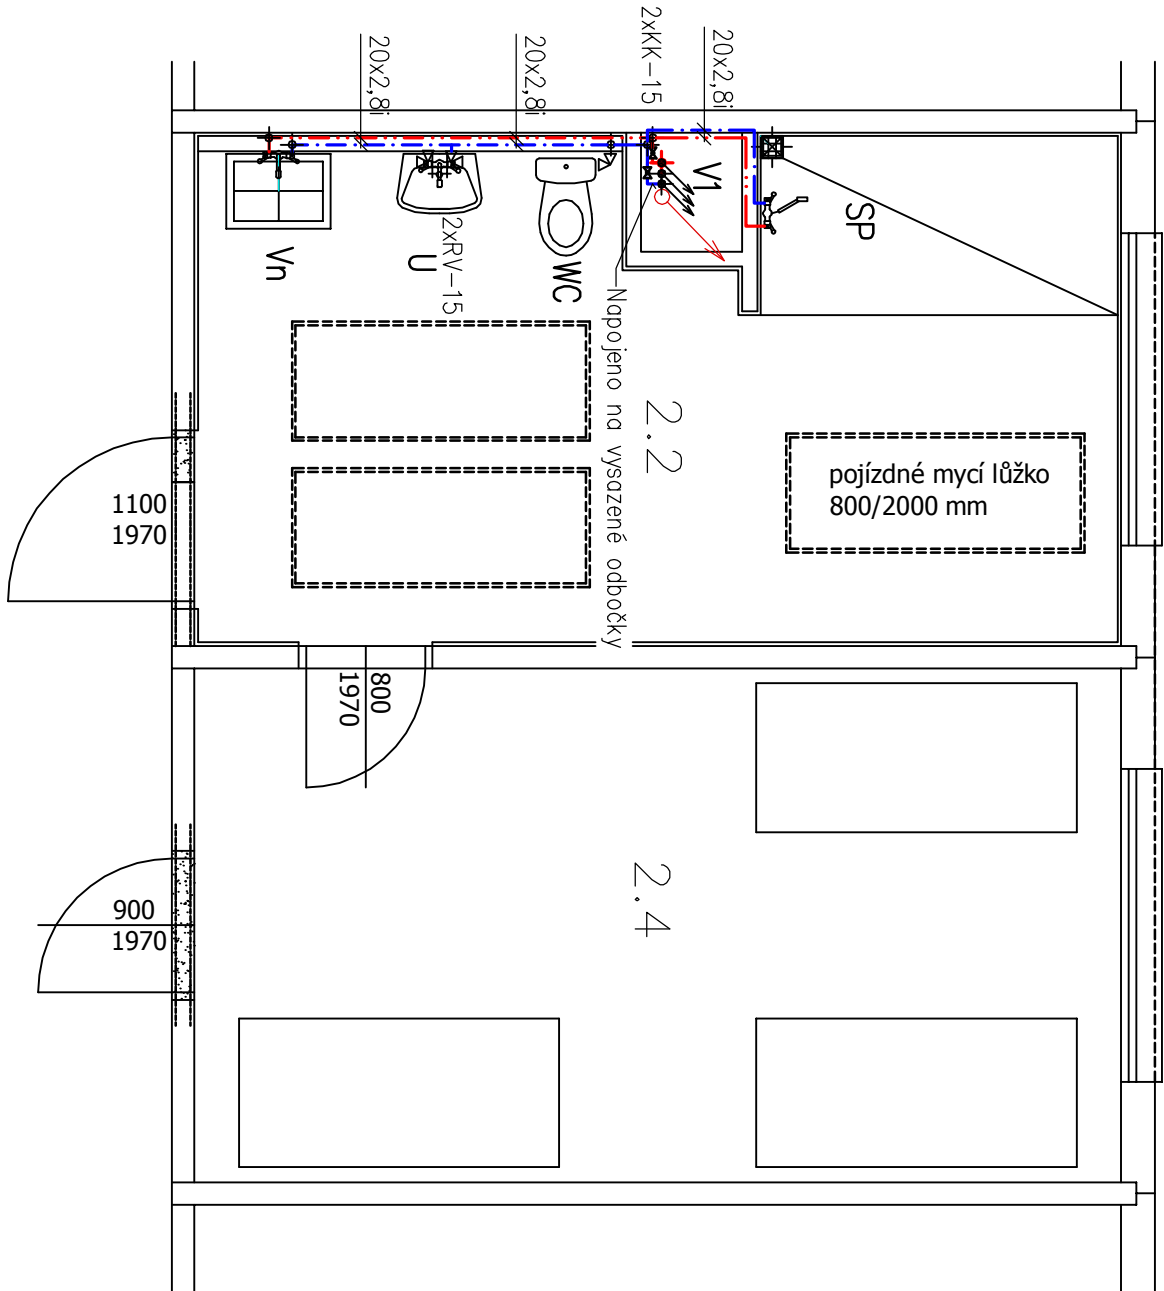 20x2,8i
20x2,8i
2xKK-15
20x2,8i
V1
SP
Vn
U
2xRV-15
WC
Napojeno na vysazené odbočky
2.2
pojízdné mycí lůžko
800/2000 mm
1100
1970
800
1970
2.4
900
1970